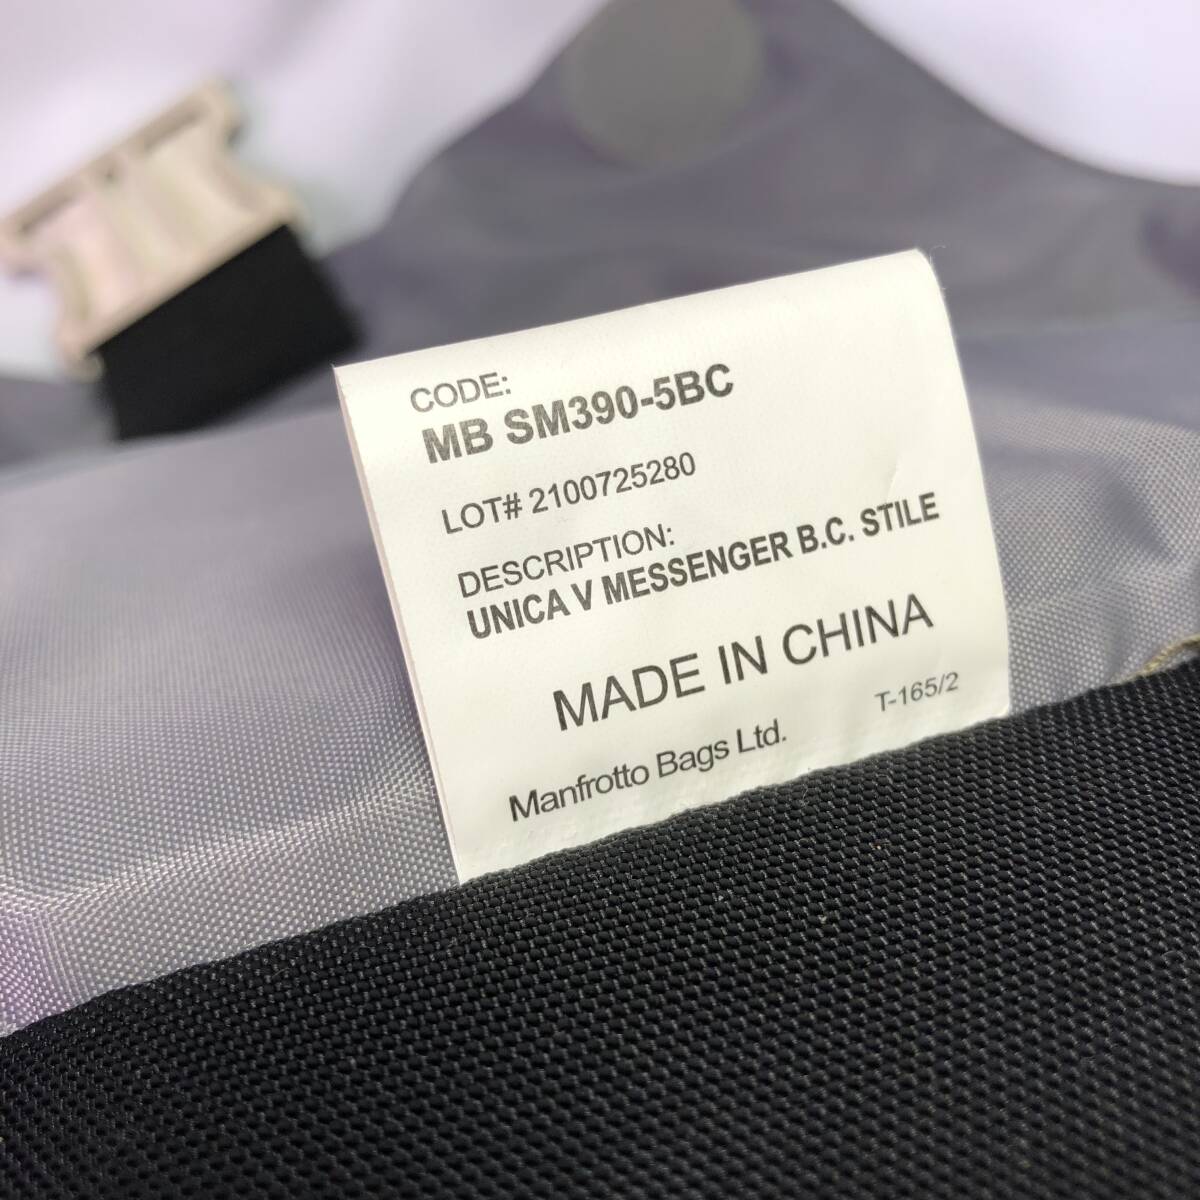 CODE:
MB SM390-5BC
LOT# 2100725280
DESCRIPTION:
UNICA V MESSENGER B.C. STILE
MADE IN CHINA
T-165/2
Manfrotto Bags Ltd.